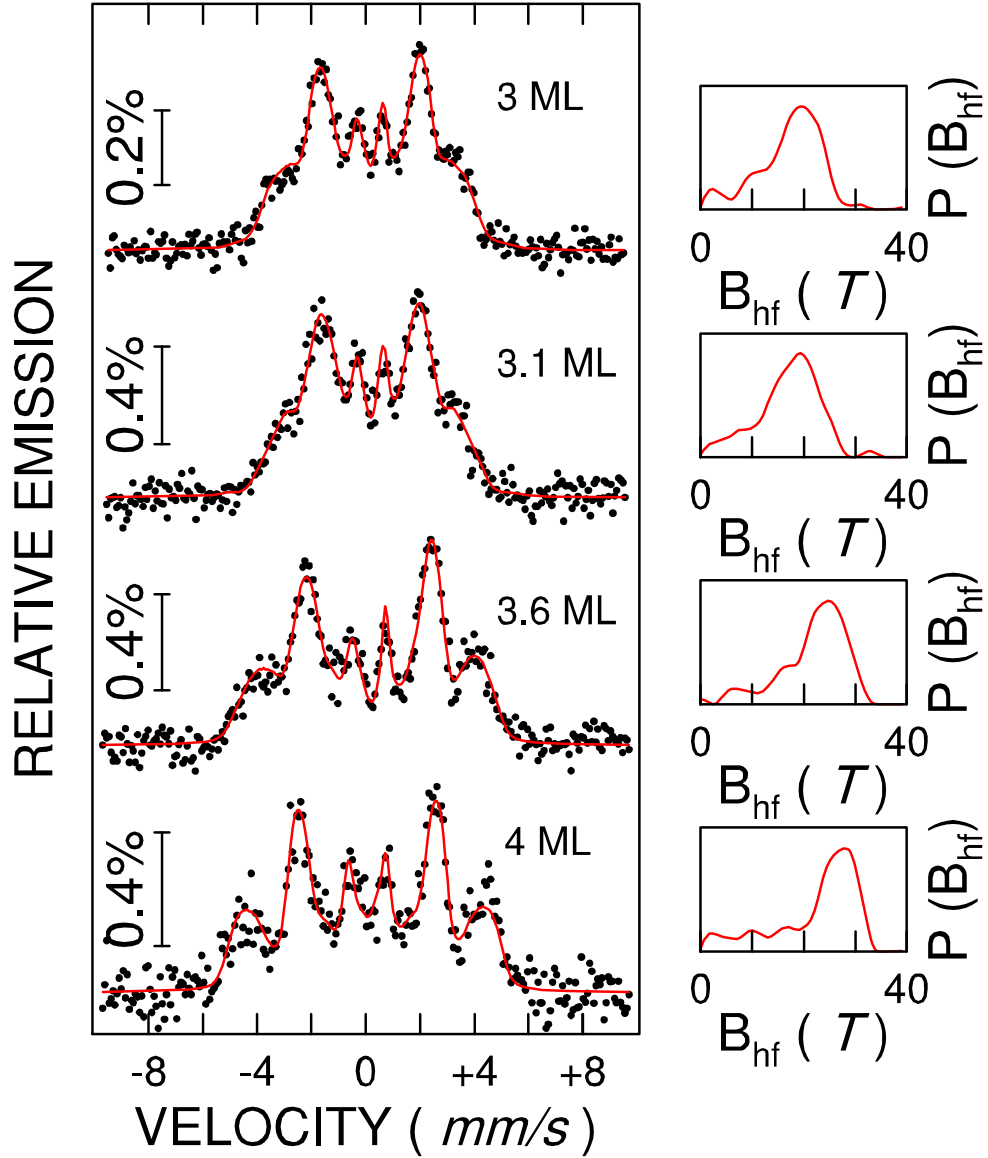 RELATIVE EMISSION
3 ML
0.2%
3.1 ML
0.4%
3.6 ML
0.4%
4 ML
0.4%
-8 -4 0 +4 +8
VELOCITY ( mm/s )
P (Bhf)
0 40
Bhf ( T )
P (Bhf)
0 40
Bhf ( T )
P (Bhf)
0 40
Bhf ( T )
P (Bhf)
0 40
Bhf ( T )